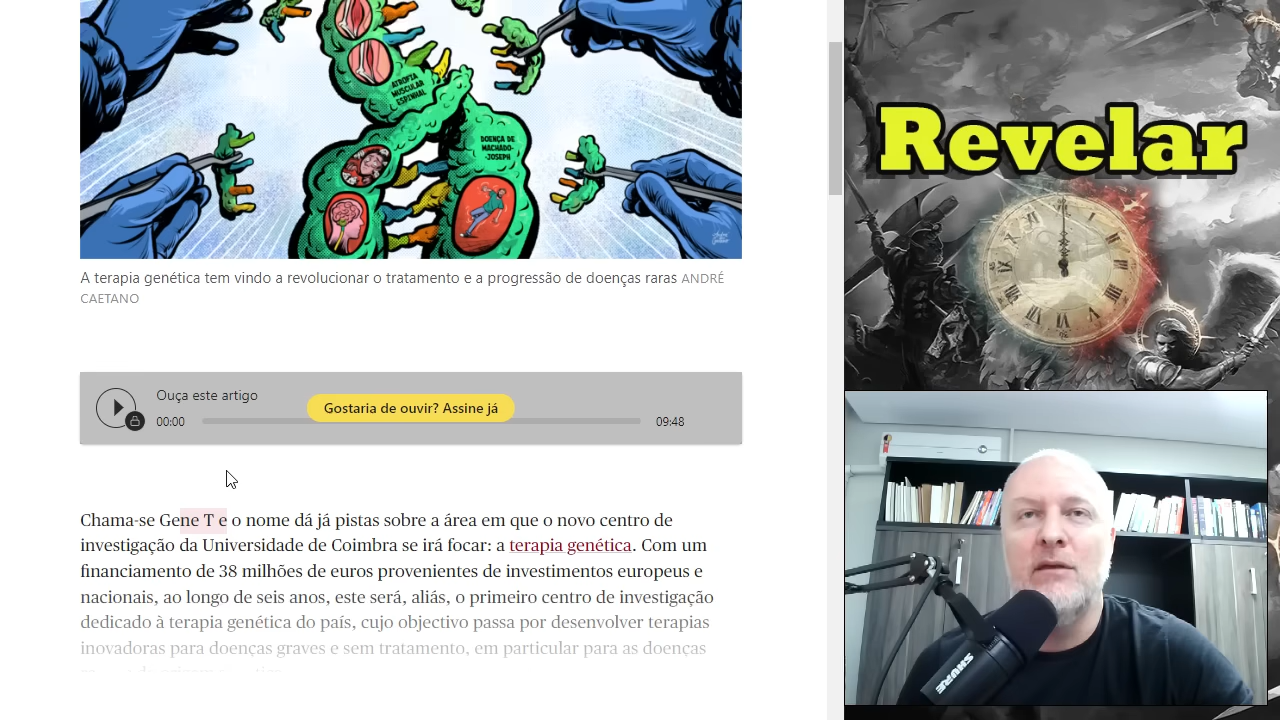 ATROFIA
MUSCULAR
ESPINHAL
DOENÇA DE
MACHADO-
-JOSEPH
A terapia genética tem vindo a revolucionar o tratamento e a progressão de doenças raras ANDRÉ
CAETANO
Ouça este artigo
Gostaria de ouvir? Assine já
00:00
09:48
Chama-se Gene T e o nome dá já pistas sobre a área em que o novo centro de
investigação da Universidade de Coimbra se irá focar: a terapia genética. Com um
financiamento de 38 milhões de euros provenientes de investimentos europeus e
nacionais, ao longo de seis anos, este será, aliás, o primeiro centro de investigação
dedicado à terapia genética do país, cujo objectivo passa por desenvolver terapias
inovadoras para doenças graves e sem tratamento, em particular para as doenças
Revelar
SHURE